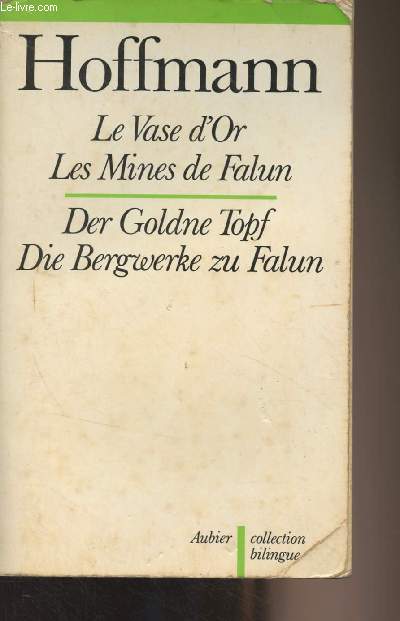 Le-livre.com
Hoffmann
Le Vase d'Or
Les Mines de Falun
Der Goldne Topf
Die Bergwerke zu Falun
Aubier
collection
bilingue